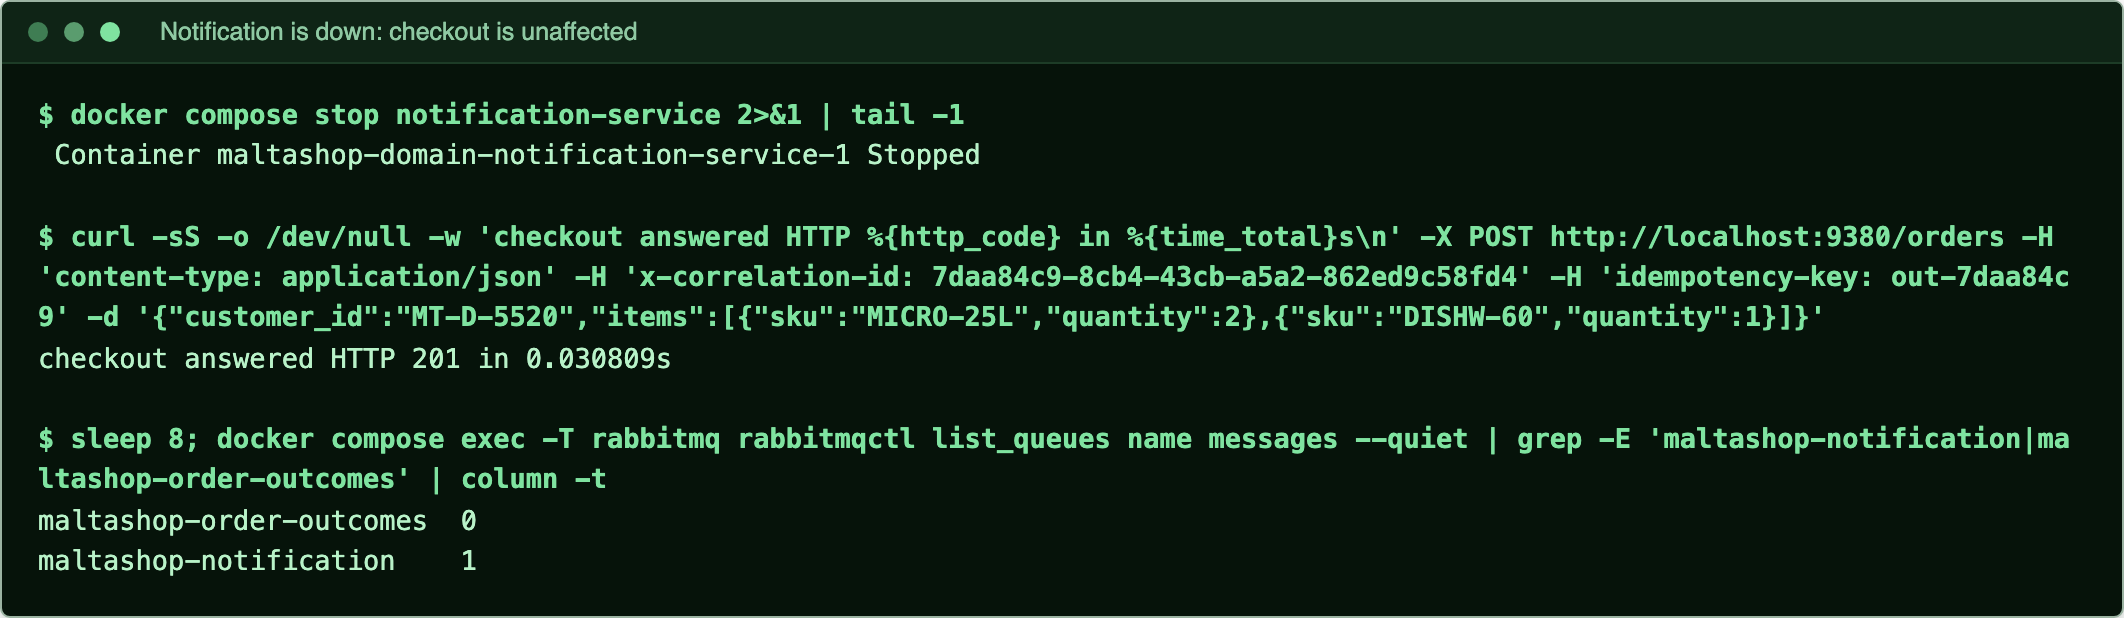 Notification is down: checkout is unaffected
$ docker compose stop notification-service 2>&1 | tail -1
Container maltashop-domain-notification-service-1 Stopped
$ curl -sS -o /dev/null -w 'checkout answered HTTP %{http_code} in %{time_total}s\n' -X POST http://localhost:9380/orders -H
'content-type: application/json' -H 'x-correlation-id: 7daa84c9-8cb4-43cb-a5a2-862ed9c58fd4' -H 'idempotency-key: out-7daa84c
9' -d '{"customer_id":"MT-D-5520","items":[{"sku":"MICRO-25L","quantity":2},{"sku":"DISHW-60","quantity":1}]}'
checkout answered HTTP 201 in 0.030809s
$ sleep 8; docker compose exec -T rabbitmq rabbitmqctl list_queues name messages --quiet | grep -E 'maltashop-notification|ma
ltashop-order-outcomes' | column -t
maltashop-order-outcomes  0
maltashop-notification    1